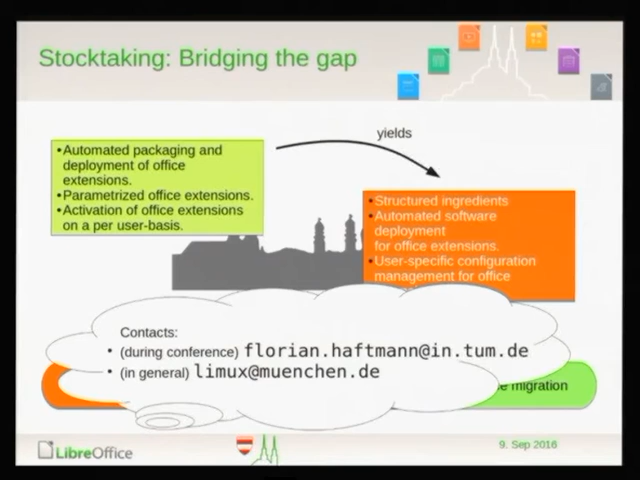 Stocktaking: Bridging the gap
yields
•Automated packaging and
deployment of office
extensions.
•Parametrized office extensions.
•Activation of office extensions
on a per user-basis.
•Structured ingredients
•Automated software
deployment
for office extensions.
•User-specific configuration
management for office
Contacts:
• (during conference) florian.haftmann@in.tum.de
• (in general) limux@muenchen.de
migration
LibreOffice
9. Sep 2016